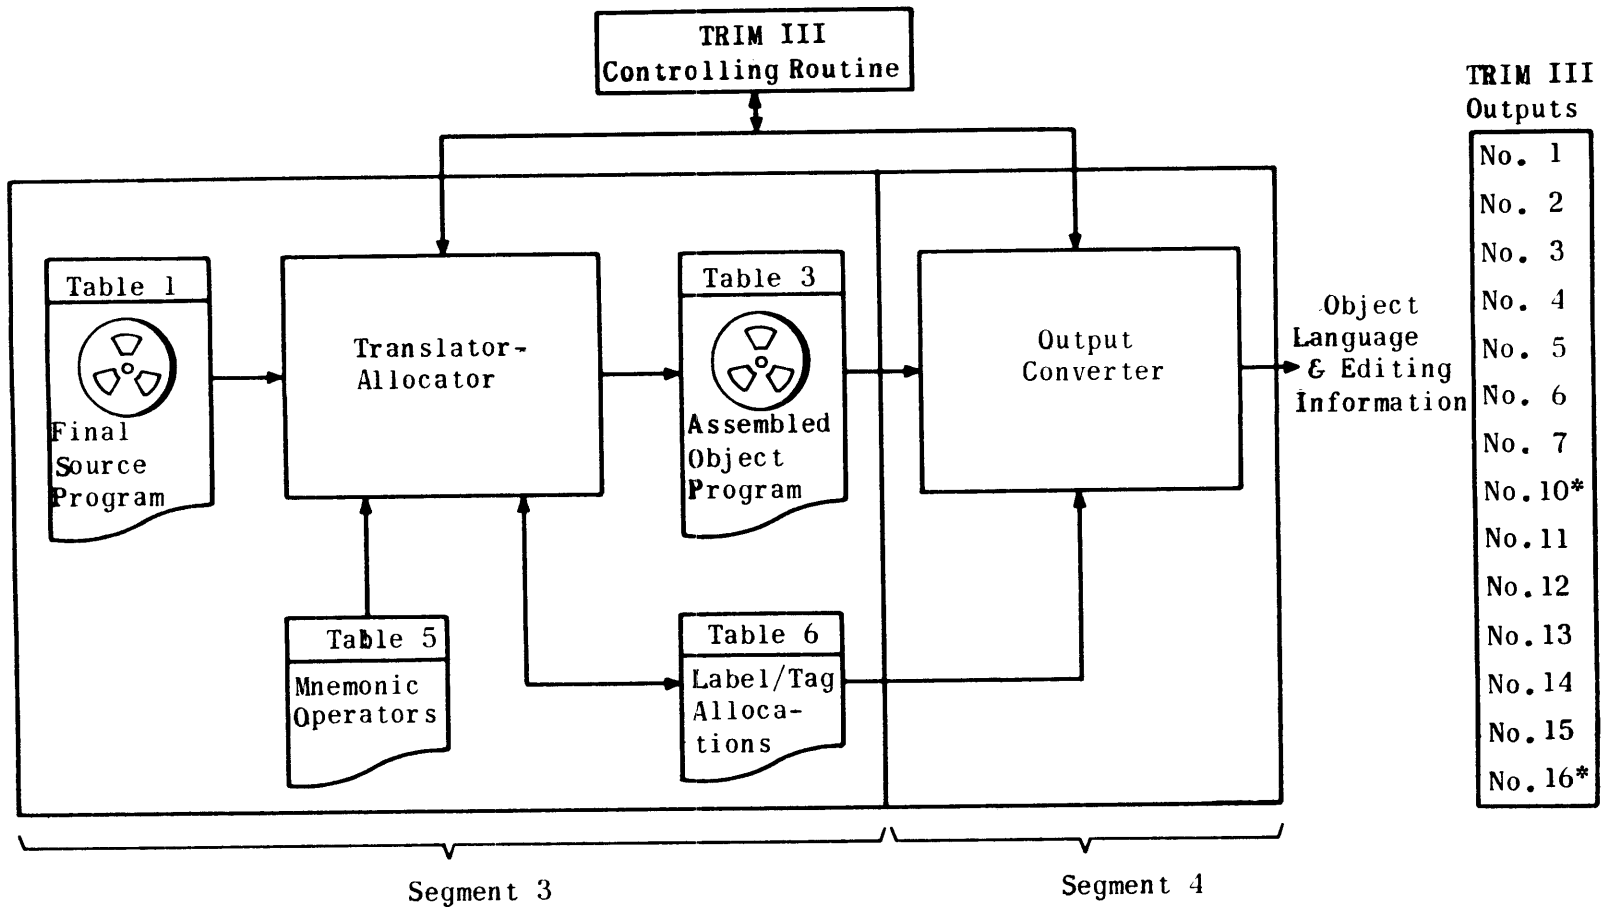 TRIM III
Controlling Routine
TRIM III
Outputs
No. 1
No. 2
No. 3
No. 4
No. 5
No. 6
No. 7
No. 10*
No. 11
No. 12
No. 13
No. 14
No. 15
No. 16*
Table 1
Final
Source
Program
Translator-
Allocator
Table 3
Assembled
Object
Program
Output
Converter
Object
Language
& Editing
Information
Table 5
Mnemonic
Operators
Table 6
Label/Tag
Alloca-
tions
Segment 3
Segment 4